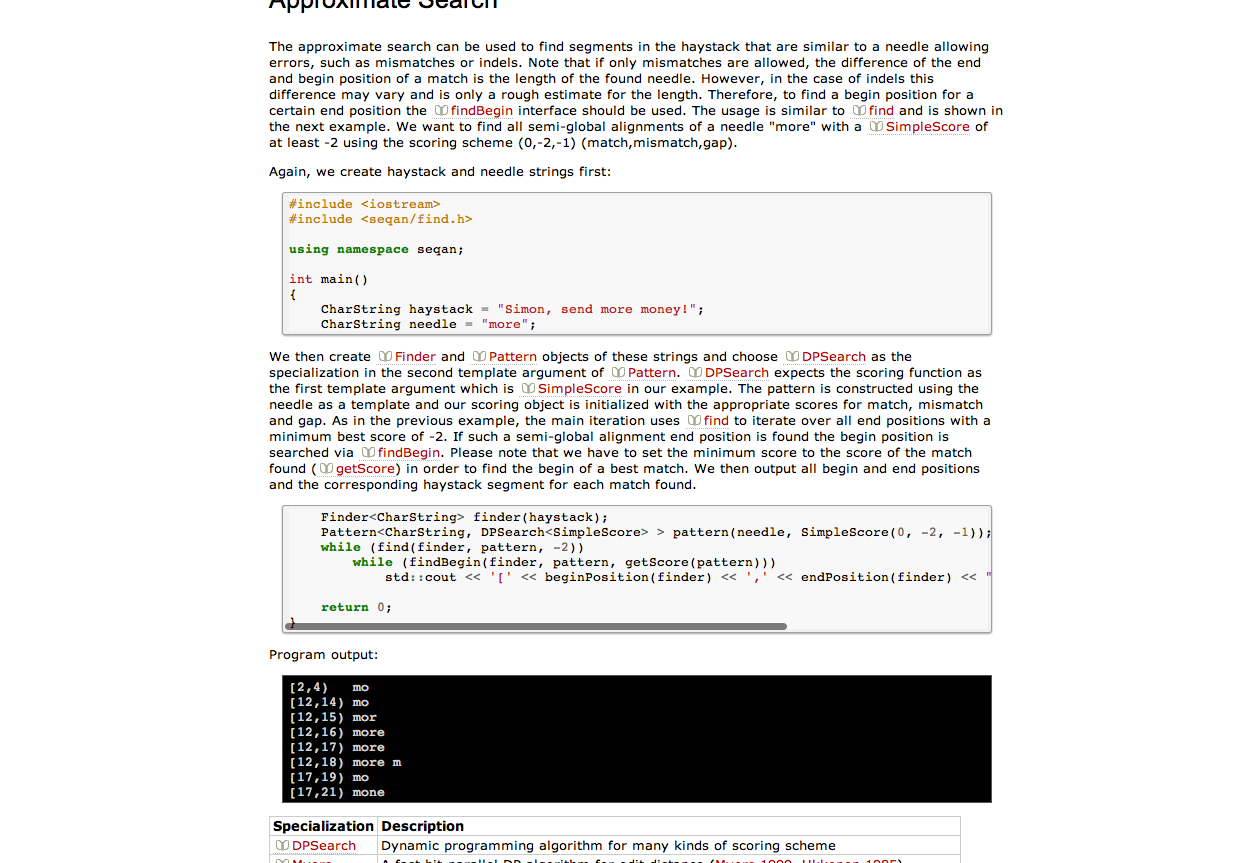 Approximate Search
The approximate search can be used to find segments in the haystack that are similar to a needle allowing
errors, such as mismatches or indels. Note that if only mismatches are allowed, the difference of the end
and begin position of a match is the length of the found needle. However, in the case of indels this
difference may vary and is only a rough estimate for the length. Therefore, to find a begin position for a
certain end position the findBegin interface should be used. The usage is similar to find and is shown in
the next example. We want to find all semi-global alignments of a needle "more" with a SimpleScore of
at least -2 using the scoring scheme (0,-2,-1) (match,mismatch,gap).
Again, we create haystack and needle strings first:
#include <iostream>
#include <seqan/find.h>
using namespace seqan;
int main()
{
CharString haystack = "Simon, send more money!";
CharString needle = "more";
We then create Finder and Pattern objects of these strings and choose DPSearch as the
specialization in the second template argument of Pattern. DPSearch expects the scoring function as
the first template argument which is SimpleScore in our example. The pattern is constructed using the
needle as a template and our scoring object is initialized with the appropriate scores for match, mismatch
and gap. As in the previous example, the main iteration uses find to iterate over all end positions with a
minimum best score of -2. If such a semi-global alignment end position is found the begin position is
searched via findBegin. Please note that we have to set the minimum score to the score of the match
found (getScore) in order to find the begin of a best match. We then output all begin and end positions
and the corresponding haystack segment for each match found.
Finder<CharString> finder(haystack);
Pattern<CharString, DPSearch<SimpleScore> > pattern(needle, SimpleScore(0, -2, -1));
while (find(finder, pattern, -2))
while (findBegin(finder, pattern, getScore(pattern)))
std::cout << '[' << beginPosition(finder) << ',' << endPosition(finder) << "
return 0;
}
Program output:
[2,4) mo
[12,14) mo
[12,15) mor
[12,16) more
[12,17) more
[12,18) more m
[17,19) mo
[17,21) mone
Specialization Description
DPSearch Dynamic programming algorithm for many kinds of scoring scheme
Myers A fast bit-parallel DP algorithm for edit distance (Myers 1999, Ukkonen 1985)